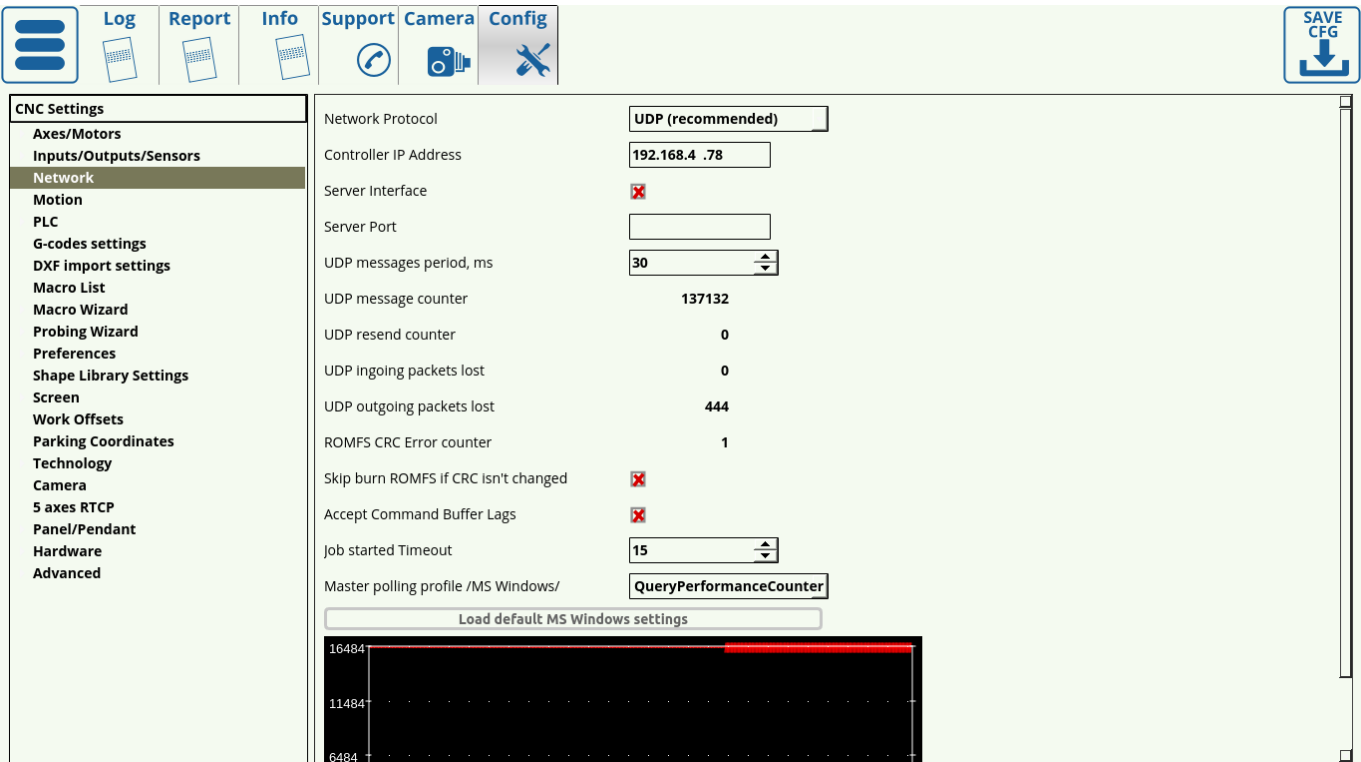 Log Report Info Support Camera Config
SAVE
CFG
CNC Settings
Axes/Motors
Inputs/Outputs/Sensors
Network
Motion
PLC
G-codes settings
DXF import settings
Macro List
Macro Wizard
Probing Wizard
Preferences
Shape Library Settings
Screen
Work Offsets
Parking Coordinates
Technology
Camera
5 axes RTCP
Panel/Pendant
Hardware
Advanced
Network Protocol UDP (recommended)
Controller IP Address 192.168.4 .78
Server Interface
Server Port
UDP messages period, ms 30
UDP message counter 137132
UDP resend counter 0
UDP ingoing packets lost 0
UDP outgoing packets lost 444
ROMFS CRC Error counter 1
Skip burn ROMFS if CRC isn't changed
Accept Command Buffer Lags
Job started Timeout 15
Master polling profile /MS Windows/ QueryPerformanceCounter
Load default MS Windows settings
16484
11484
6484